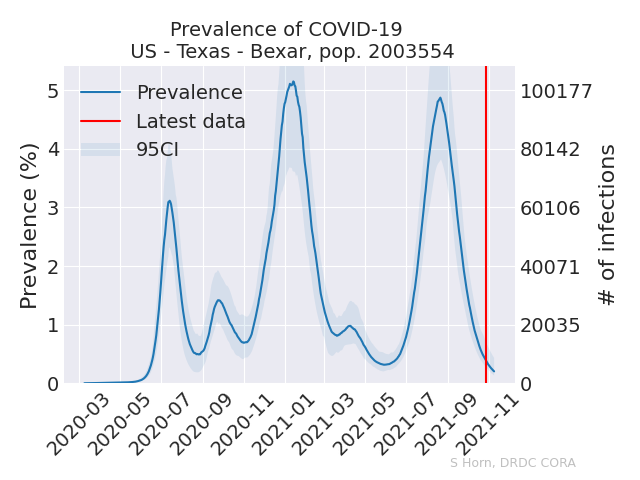 Prevalence of COVID-19
US - Texas - Bexar, pop. 2003554
Prevalence
Latest data
95CI
Prevalence (%)
5
4
3
2
1
0
100177
80142
60106
40071
20035
0
# of infections
2020-03
2020-05
2020-07
2020-09
2020-11
2021-01
2021-03
2021-05
2021-07
2021-09
2021-11
S Horn, DRDC CORA